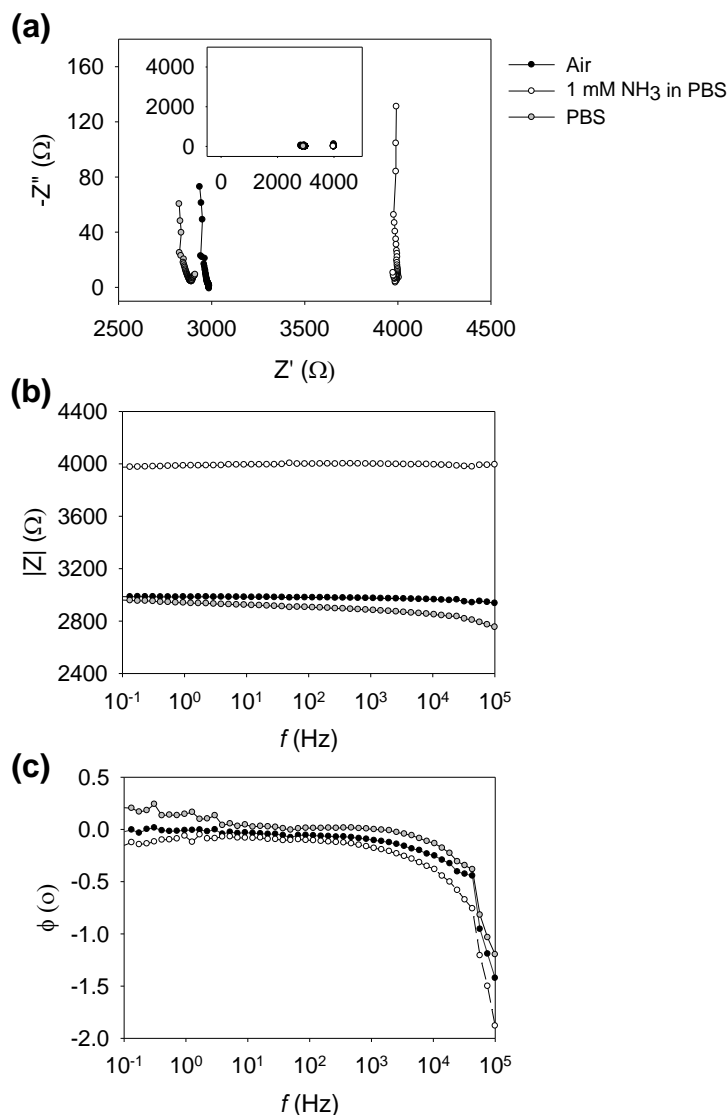 (a)
160
120
80
40
0
-Z" (Ω)
4000
2000
0
0 2000 4000
2500 3000 3500 4000 4500
Z' (Ω)
Air
1 mM NH3 in PBS
PBS
(b)
4400
4000
3600
3200
2800
2400
|Z| (Ω)
10-1 100 101 102 103 104 105
f (Hz)
(c)
0.5
0.0
-0.5
-1.0
-1.5
-2.0
ϕ (o)
10-1 100 101 102 103 104 105
f (Hz)